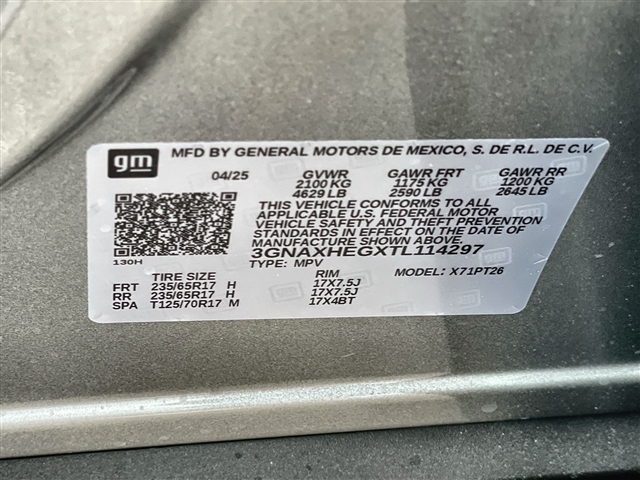 gm MFD BY GENERAL MOTORS DE MEXICO, S. DE R.L. DE C.V.
04/25 GVWR GAWR FRT GAWR RR
2100 KG 1175 KG 1200 KG
4629 LB 2590 LB 2645 LB
THIS VEHICLE CONFORMS TO ALL
APPLICABLE U.S. FEDERAL MOTOR
VEHICLE SAFETY AND THEFT PREVENTION
STANDARDS IN EFFECT ON THE DATE OF
MANUFACTURE SHOWN ABOVE.
3GNAXHEGXTL114297
130H TYPE: MPV MODEL: X71PT26
TIRE SIZE RIM
FRT 235/65R17 H 17X7.5J
RR 235/65R17 H 17X7.5J
SPA T125/70R17 M 17X4BT